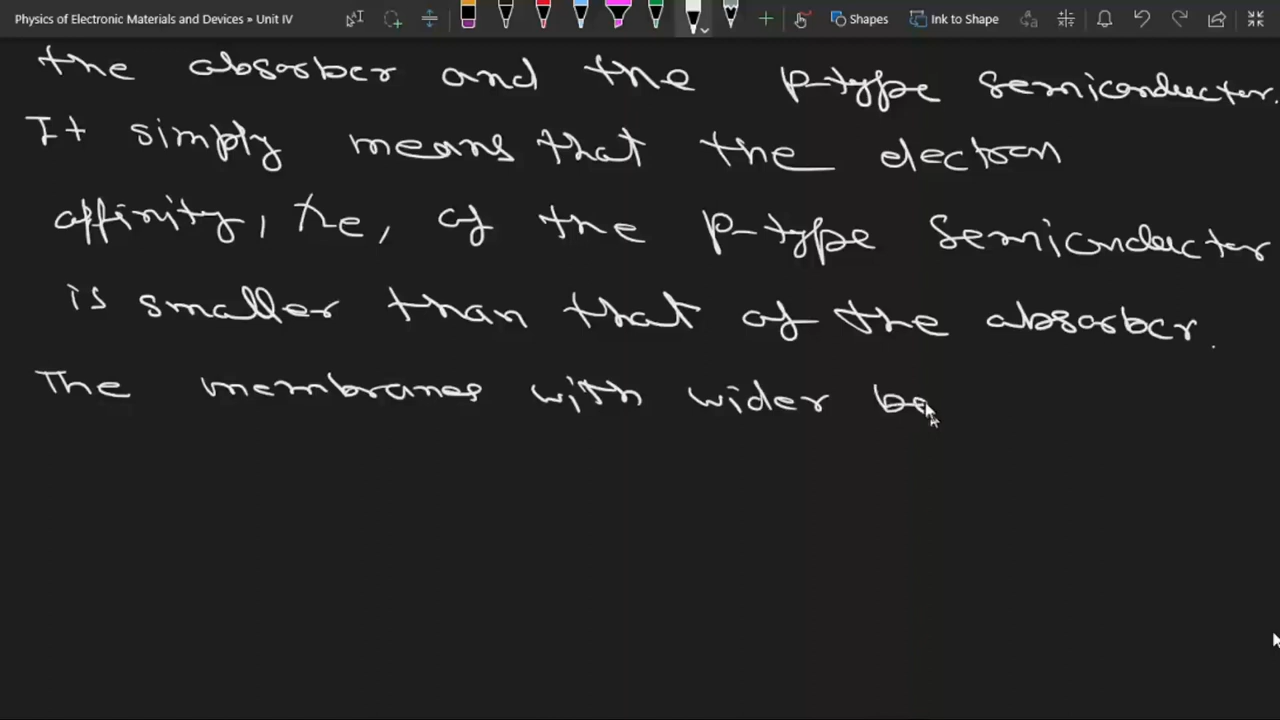 Physics of Electronic Materials and Devices » Unit IV
Shapes
Ink to Shape
the absorber and the p-type semiconductor.
It simply means that the electron
affinity, χe, of the p-type semiconductor
is smaller than that of the absorber.
The membranes with wider ba